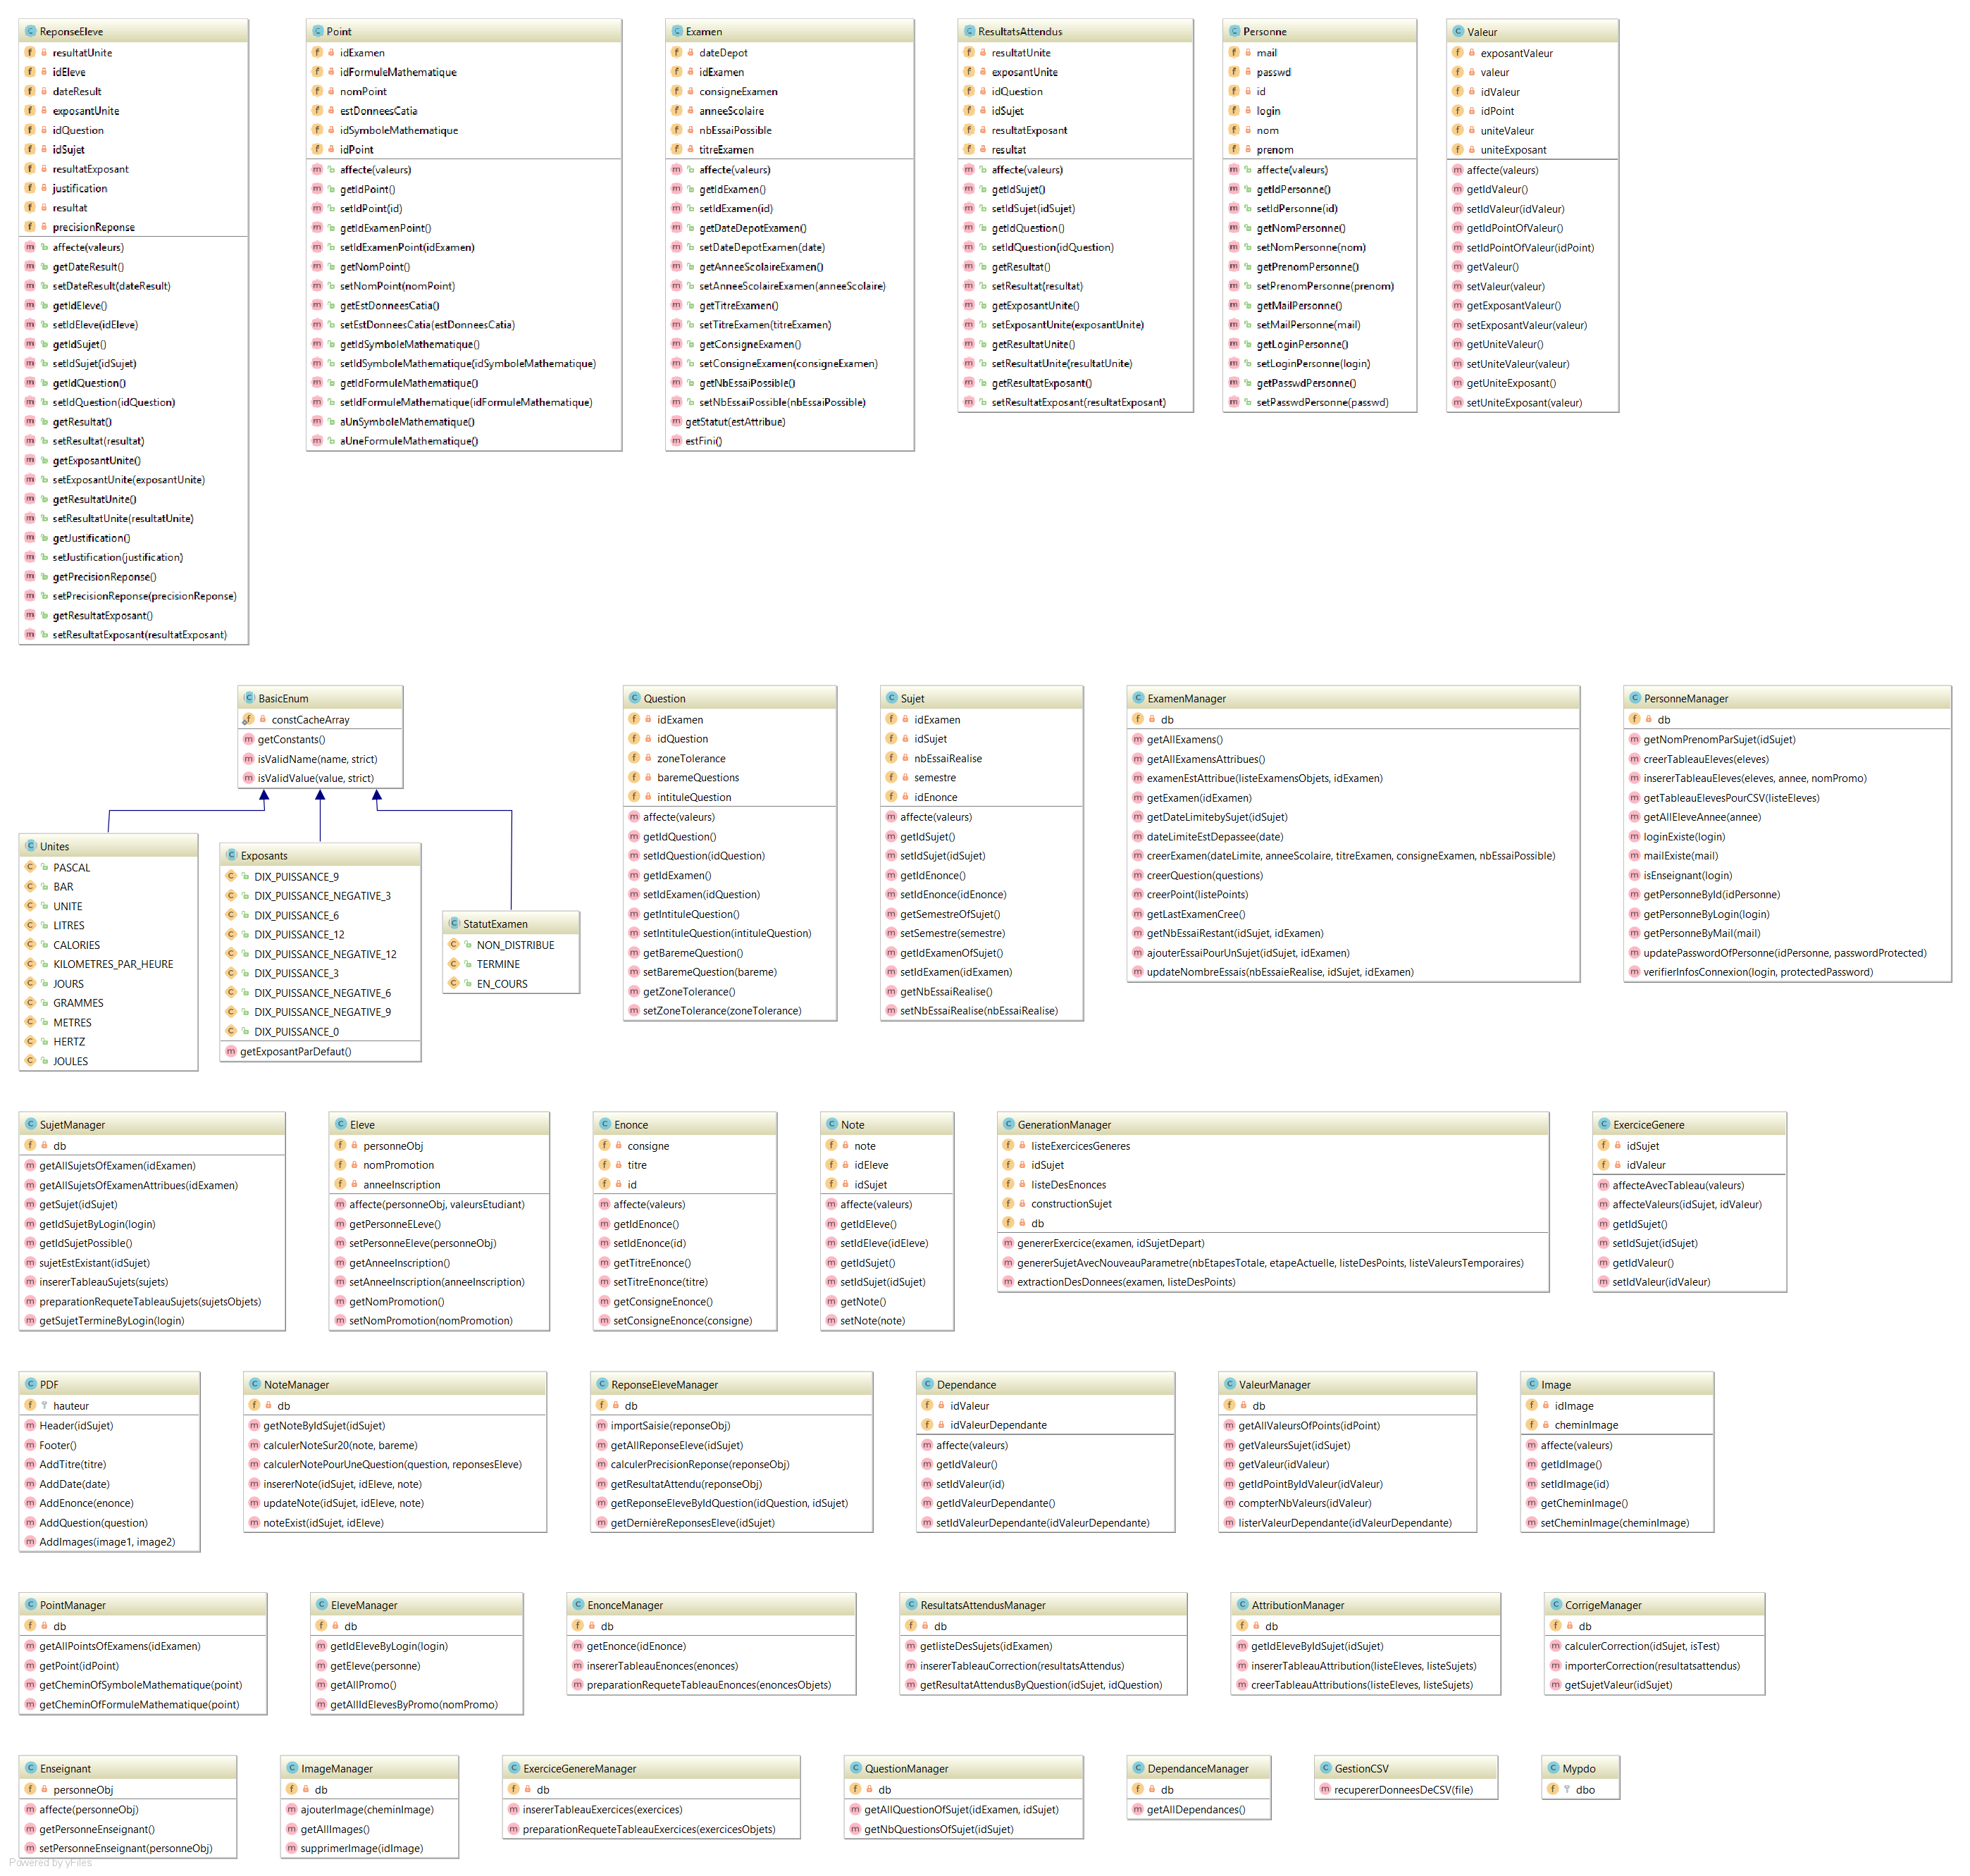 ReponseEleve
resultatUnite
idEleve
dateResult
exposantUnite
idQuestion
idSujet
resultatExposant
justification
resultat
precisionReponse
affecte(valeurs)
getDateResult()
setDateResult(dateResult)
getIdEleve()
setIdEleve(idEleve)
getIdSujet()
setIdSujet(idSujet)
getIdQuestion()
setIdQuestion(idQuestion)
getResultat()
setResultat(resultat)
getExposantUnite()
setExposantUnite(exposantUnite)
getResultatUnite()
setResultatUnite(resultatUnite)
getJustification()
setJustification(justification)
getPrecisionReponse()
setPrecisionReponse(precisionReponse)
getResultatExposant()
setResultatExposant(resultatExposant)
Point
idExamen
idFormuleMathematique
nomPoint
estDonneesCatia
idSymboleMathematique
idPoint
affecte(valeurs)
getIdPoint()
setIdPoint(id)
getIdExamenPoint()
setIdExamenPoint(idExamen)
getNomPoint()
setNomPoint(nomPoint)
getEstDonneesCatia()
setEstDonneesCatia(estDonneesCatia)
getIdSymboleMathematique()
setIdSymboleMathematique(idSymboleMathematique)
getIdFormuleMathematique()
setIdFormuleMathematique(idFormuleMathematique)
aUnSymboleMathematique()
aUneFormuleMathematique()
Examen
dateDepot
idExamen
consigneExamen
anneeScolaire
nbEssaiPossible
titreExamen
affecte(valeurs)
getIdExamen()
setIdExamen(id)
getDateDepotExamen()
setDateDepotExamen(date)
getAnneeScolaireExamen()
setAnneeScolaireExamen(anneeScolaire)
getTitreExamen()
setTitreExamen(titreExamen)
getConsigneExamen()
setConsigneExamen(consigneExamen)
getNbEssaiPossible()
setNbEssaiPossible(nbEssaiPossible)
getStatut(estAttribue)
estFini()
ResultatsAttendus
resultatUnite
exposantUnite
idQuestion
idSujet
resultatExposant
resultat
affecte(valeurs)
getIdSujet()
setIdSujet(idSujet)
getIdQuestion()
setIdQuestion(idQuestion)
getResultat()
setResultat(resultat)
getExposantUnite()
setExposantUnite(exposantUnite)
getResultatUnite()
setResultatUnite(resultatUnite)
getResultatExposant()
setResultatExposant(resultatExposant)
Personne
mail
passwd
id
login
nom
prenom
affecte(valeurs)
getIdPersonne()
setIdPersonne(id)
getNomPersonne()
setNomPersonne(nom)
getPrenomPersonne()
setPrenomPersonne(prenom)
getMailPersonne()
setMailPersonne(mail)
getLoginPersonne()
setLoginPersonne(login)
getPasswdPersonne()
setPasswdPersonne(passwd)
Valeur
exposantValeur
valeur
idValeur
idPoint
uniteValeur
uniteExposant
affecte(valeurs)
getIdValeur()
setIdValeur(idValeur)
getIdPointOfValeur()
setIdPointOfValeur(idPoint)
getValeur()
setValeur(valeur)
getExposantValeur()
setExposantValeur(valeur)
getUniteValeur()
setUniteValeur(valeur)
getUniteExposant()
setUniteExposant(valeur)
BasicEnum
constCacheArray
getConstants()
isValidName(name, strict)
isValidValue(value, strict)
Unites
PASCAL
BAR
UNITE
LITRES
CALORIES
KILOMETRES_PAR_HEURE
JOURS
GRAMMES
METRES
HERTZ
JOULES
Exposants
DIX_PUISSANCE_9
DIX_PUISSANCE_NEGATIVE_3
DIX_PUISSANCE_6
DIX_PUISSANCE_12
DIX_PUISSANCE_NEGATIVE_12
DIX_PUISSANCE_3
DIX_PUISSANCE_NEGATIVE_6
DIX_PUISSANCE_NEGATIVE_9
DIX_PUISSANCE_0
getExposantParDefaut()
StatutExamen
NON_DISTRIBUE
TERMINE
EN_COURS
Question
idExamen
idQuestion
zoneTolerance
baremeQuestions
intituleQuestion
affecte(valeurs)
getIdQuestion()
setIdQuestion(idQuestion)
getIdExamen()
setIdExamen(idQuestion)
getIntituleQuestion()
setIntituleQuestion(intituleQuestion)
getBaremeQuestion()
setBaremeQuestion(bareme)
getZoneTolerance()
setZoneTolerance(zoneTolerance)
Sujet
idExamen
idSujet
nbEssaiRealise
semestre
idEnonce
affecte(valeurs)
getIdSujet()
setIdSujet(idSujet)
getIdEnonce()
setIdEnonce(idEnonce)
getSemestreOfSujet()
setSemestre(semestre)
getIdExamenOfSujet()
setIdExamen(idExamen)
getNbEssaiRealise()
setNbEssaiRealise(nbEssaiRealise)
ExamenManager
db
getAllExamens()
getAllExamensAttribues()
examenEstAttribue(listeExamensObjets, idExamen)
getExamen(idExamen)
getDateLimitebySujet(idSujet)
dateLimiteEstDepassee(date)
creerExamen(dateLimite, anneeScolaire, titreExamen, consigneExamen, nbEssaiPossible)
creerQuestion(questions)
creerPoint(listePoints)
getLastExamenCree()
getNbEssaiRestant(idSujet, idExamen)
ajouterEssaiPourUnSujet(idSujet, idExamen)
updateNombreEssais(nbEssaieRealise, idSujet, idExamen)
PersonneManager
db
getNomPrenomParSujet(idSujet)
creerTableauEleves(eleves)
insererTableauEleves(eleves, annee, nomPromo)
getTableauElevesPourCSV(listeEleves)
getAllEleveAnnee(annee)
loginExiste(login)
mailExiste(mail)
isEnseignant(login)
getPersonneById(idPersonne)
getPersonneByLogin(login)
getPersonneByMail(mail)
updatePasswordOfPersonne(idPersonne, passwordProtected)
verifierInfosConnexion(login, protectedPassword)
SujetManager
db
getAllSujetsOfExamen(idExamen)
getAllSujetsOfExamenAttribues(idExamen)
getSujet(idSujet)
getIdSujetByLogin(login)
getIdSujetPossible()
sujetEstExistant(idSujet)
insererTableauSujets(sujets)
preparationRequeteTableauSujets(sujetsObjets)
getSujetTermineByLogin(login)
Eleve
personneObj
nomPromotion
anneeInscription
affecte(personneObj, valeursEtudiant)
getPersonneELeve()
setPersonneEleve(personneObj)
getAnneeInscription()
setAnneeInscription(anneeInscription)
getNomPromotion()
setNomPromotion(nomPromotion)
Enonce
consigne
titre
id
affecte(valeurs)
getIdEnonce()
setIdEnonce(id)
getTitreEnonce()
setTitreEnonce(titre)
getConsigneEnonce()
setConsigneEnonce(consigne)
Note
note
idEleve
idSujet
affecte(valeurs)
getIdEleve()
setIdEleve(idEleve)
getIdSujet()
setIdSujet(idSujet)
getNote()
setNote(note)
GenerationManager
listeExercicesGeneres
idSujet
listeDesEnonces
constructionSujet
db
genererExercice(examen, idSujetDepart)
genererSujetAvecNouveauParametre(nbEtapesTotale, etapeActuelle, listeDesPoints, listeValeursTemporaires)
extractionDesDonnees(examen, listeDesPoints)
ExerciceGenere
idSujet
idValeur
affecteAvecTableau(valeurs)
affecteValeurs(idSujet, idValeur)
getIdSujet()
setIdSujet(idSujet)
getIdValeur()
setIdValeur(idValeur)
PDF
hauteur
Header(idSujet)
Footer()
AddTitre(titre)
AddDate(date)
AddEnonce(enonce)
AddQuestion(question)
AddImages(image1, image2)
NoteManager
db
getNoteByIdSujet(idSujet)
calculerNoteSur20(note, bareme)
calculerNotePourUneQuestion(question, reponsesEleve)
insererNote(idSujet, idEleve, note)
updateNote(idSujet, idEleve, note)
noteExist(idSujet, idEleve)
ReponseEleveManager
db
importSaisie(reponseObj)
getAllReponseEleve(idSujet)
calculerPrecisionReponse(reponseObj)
getResultatAttendu(reponseObj)
getReponseEleveByIdQuestion(idQuestion, idSujet)
getDernièreReponsesEleve(idSujet)
Dependance
idValeur
idValeurDependante
affecte(valeurs)
getIdValeur()
setIdValeur(id)
getIdValeurDependante()
setIdValeurDependante(idValeurDependante)
ValeurManager
db
getAllValeursOfPoints(idPoint)
getValeursSujet(idSujet)
getValeur(idValeur)
getIdPointByIdValeur(idValeur)
compterNbValeurs(idValeur)
listerValeurDependante(idValeurDependante)
Image
idImage
cheminImage
affecte(valeurs)
getIdImage()
setIdImage(id)
getCheminImage()
setCheminImage(cheminImage)
PointManager
db
getAllPointsOfExamens(idExamen)
getPoint(idPoint)
getCheminOfSymboleMathematique(point)
getCheminOfFormuleMathematique(point)
EleveManager
db
getIdEleveByLogin(login)
getEleve(personne)
getAllPromo()
getAllIdElevesByPromo(nomPromo)
EnonceManager
db
getEnonce(idEnonce)
insererTableauEnonces(enonces)
preparationRequeteTableauEnonces(enoncesObjets)
ResultatsAttendusManager
db
getlisteDesSujets(idExamen)
insererTableauCorrection(resultatsAttendus)
getResultatAttendusByQuestion(idSujet, idQuestion)
AttributionManager
db
getIdEleveByIdSujet(idSujet)
insererTableauAttribution(listeEleves, listeSujets)
creerTableauAttributions(listeEleves, listeSujets)
CorrigeManager
db
calculerCorrection(idSujet, isTest)
importerCorrection(resultatsattendus)
getSujetValeur(idSujet)
Enseignant
personneObj
affecte(personneObj)
getPersonneEnseignant()
setPersonneEnseignant(personneObj)
ImageManager
db
ajouterImage(cheminImage)
getAllImages()
supprimerImage(idImage)
ExerciceGenereManager
db
insererTableauExercices(exercices)
preparationRequeteTableauExercices(exercicesObjets)
QuestionManager
db
getAllQuestionOfSujet(idExamen, idSujet)
getNbQuestionsOfSujet(idSujet)
DependanceManager
db
getAllDependances()
GestionCSV
recupererDonneesDeCSV(file)
Mypdo
dbo
Powered by yFiles